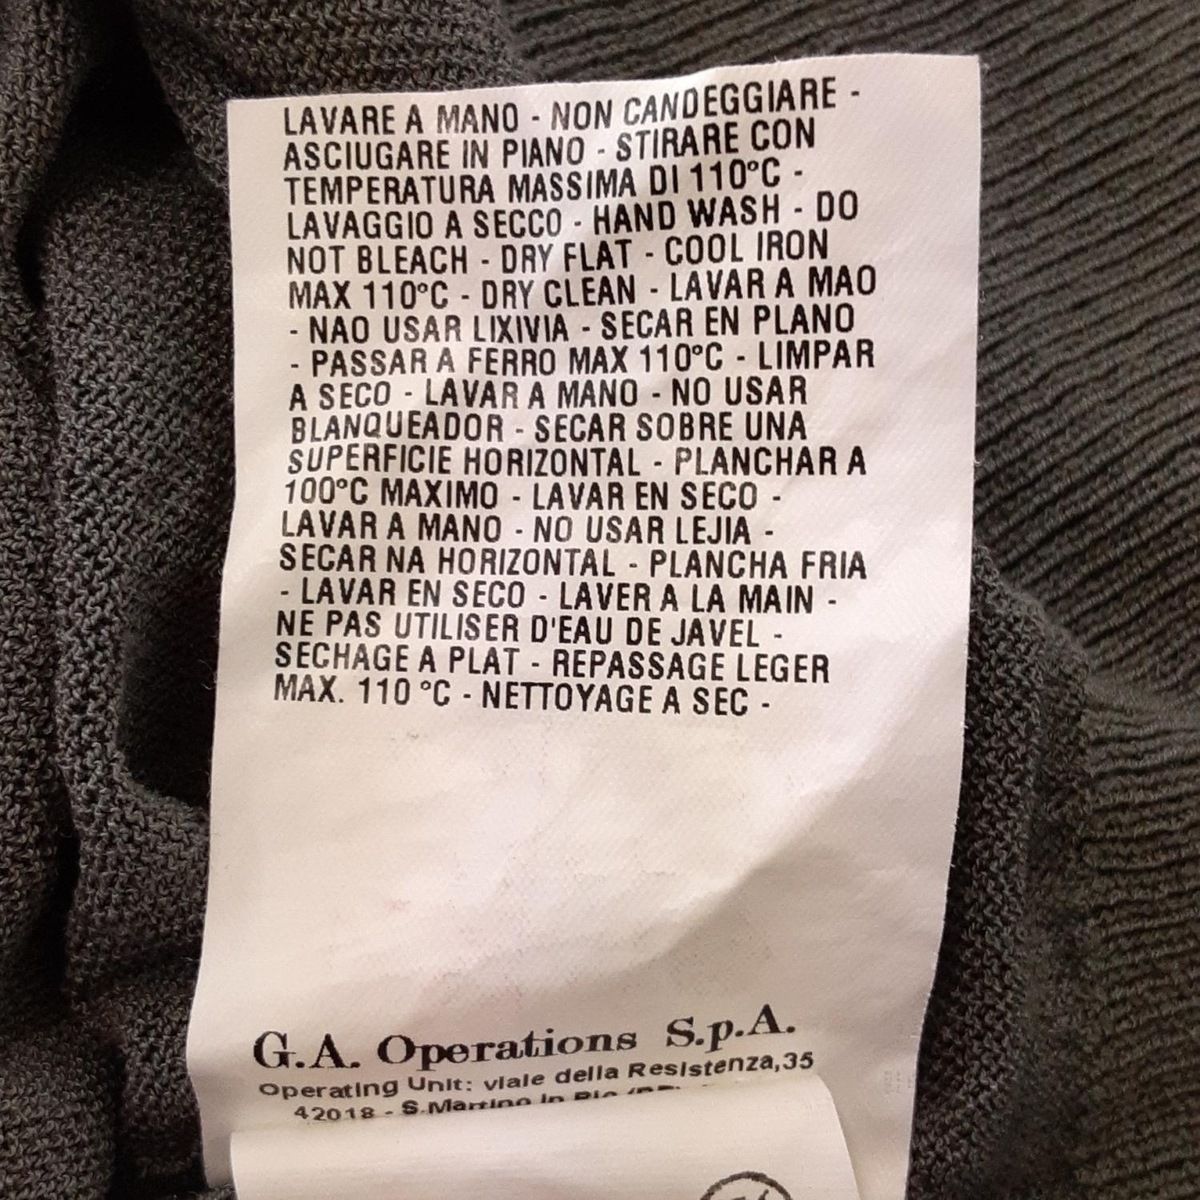 LAVARE A MANO - NON CANDEGGIARE -
ASCIUGARE IN PIANO - STIRARE CON
TEMPERATURA MASSIMA DI 110°C -
LAVAGGIO A SECCO - HAND WASH - DO
NOT BLEACH - DRY FLAT - COOL IRON
MAX 110°C - DRY CLEAN - LAVAR A MAO
- NAO USAR LIXIVIA - SECAR EN PLANO
- PASSAR A FERRO MAX 110°C - LIMPAR
A SECO - LAVAR A MANO - NO USAR
BLANQUEADOR - SECAR SOBRE UNA
SUPERFICIE HORIZONTAL - PLANCHAR A
100°C MAXIMO - LAVAR EN SECO -
LAVAR A MANO - NO USAR LEJIA -
SECAR NA HORIZONTAL - PLANCHA FRIA
- LAVAR EN SECO - LAVER A LA MAIN -
NE PAS UTILISER D'EAU DE JAVEL -
SECHAGE A PLAT - REPASSAGE LEGER
MAX. 110 °C - NETTOYAGE A SEC -
G.A. Operations S.p.A.
Operating Unit: viale della Resistenza,35
42018 - S.Martino in Rio